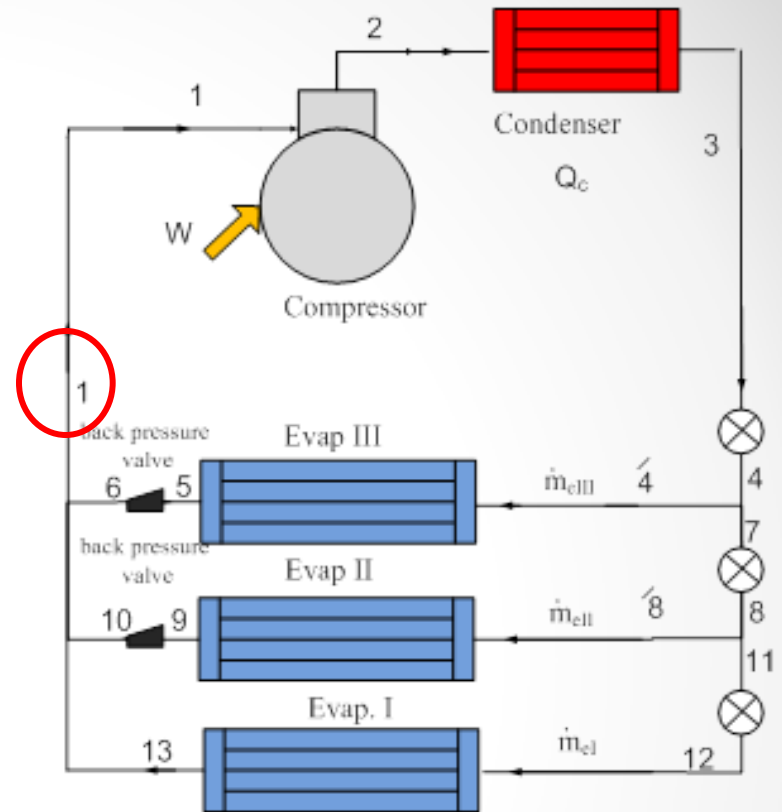 2
1
Condenser
3
Q꜀
W
Compressor
1
back pressure
valve
Evap III
6
5
ṁeIII
4
4
7
back pressure
valve
Evap II
10
9
ṁeII
8
8
11
Evap. I
13
ṁeI
12